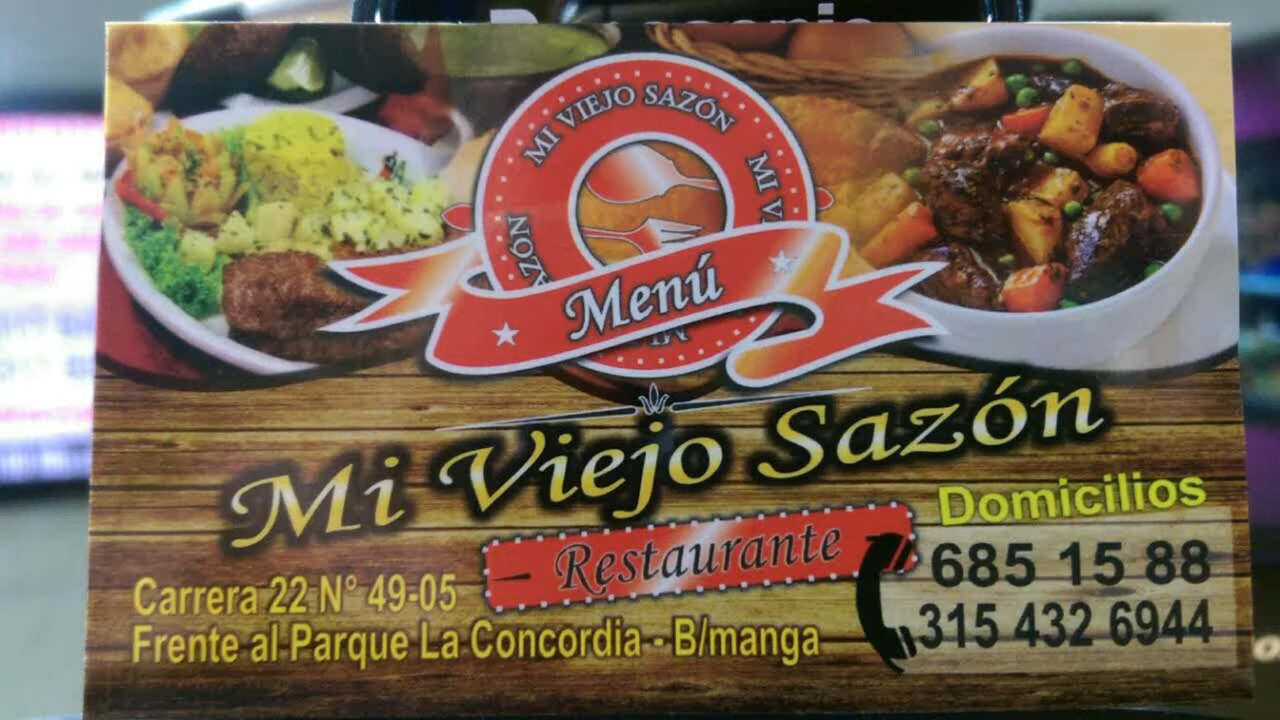 MI VIEJO SAZÓN
Menú
Mi Viejo Sazón
Restaurante
Domicilios
685 15 88
315 432 6944
Carrera 22 N° 49-05
Frente al Parque La Concordia - B/manga